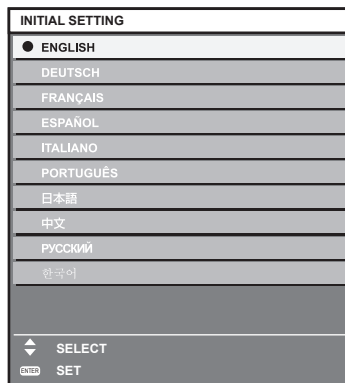 INITIAL SETTING
ENGLISH
DEUTSCH
FRANÇAIS
ESPAÑOL
ITALIANO
PORTUGUÊS
日本語
中文
РУССКИЙ
한국어
SELECT
ENTER SET